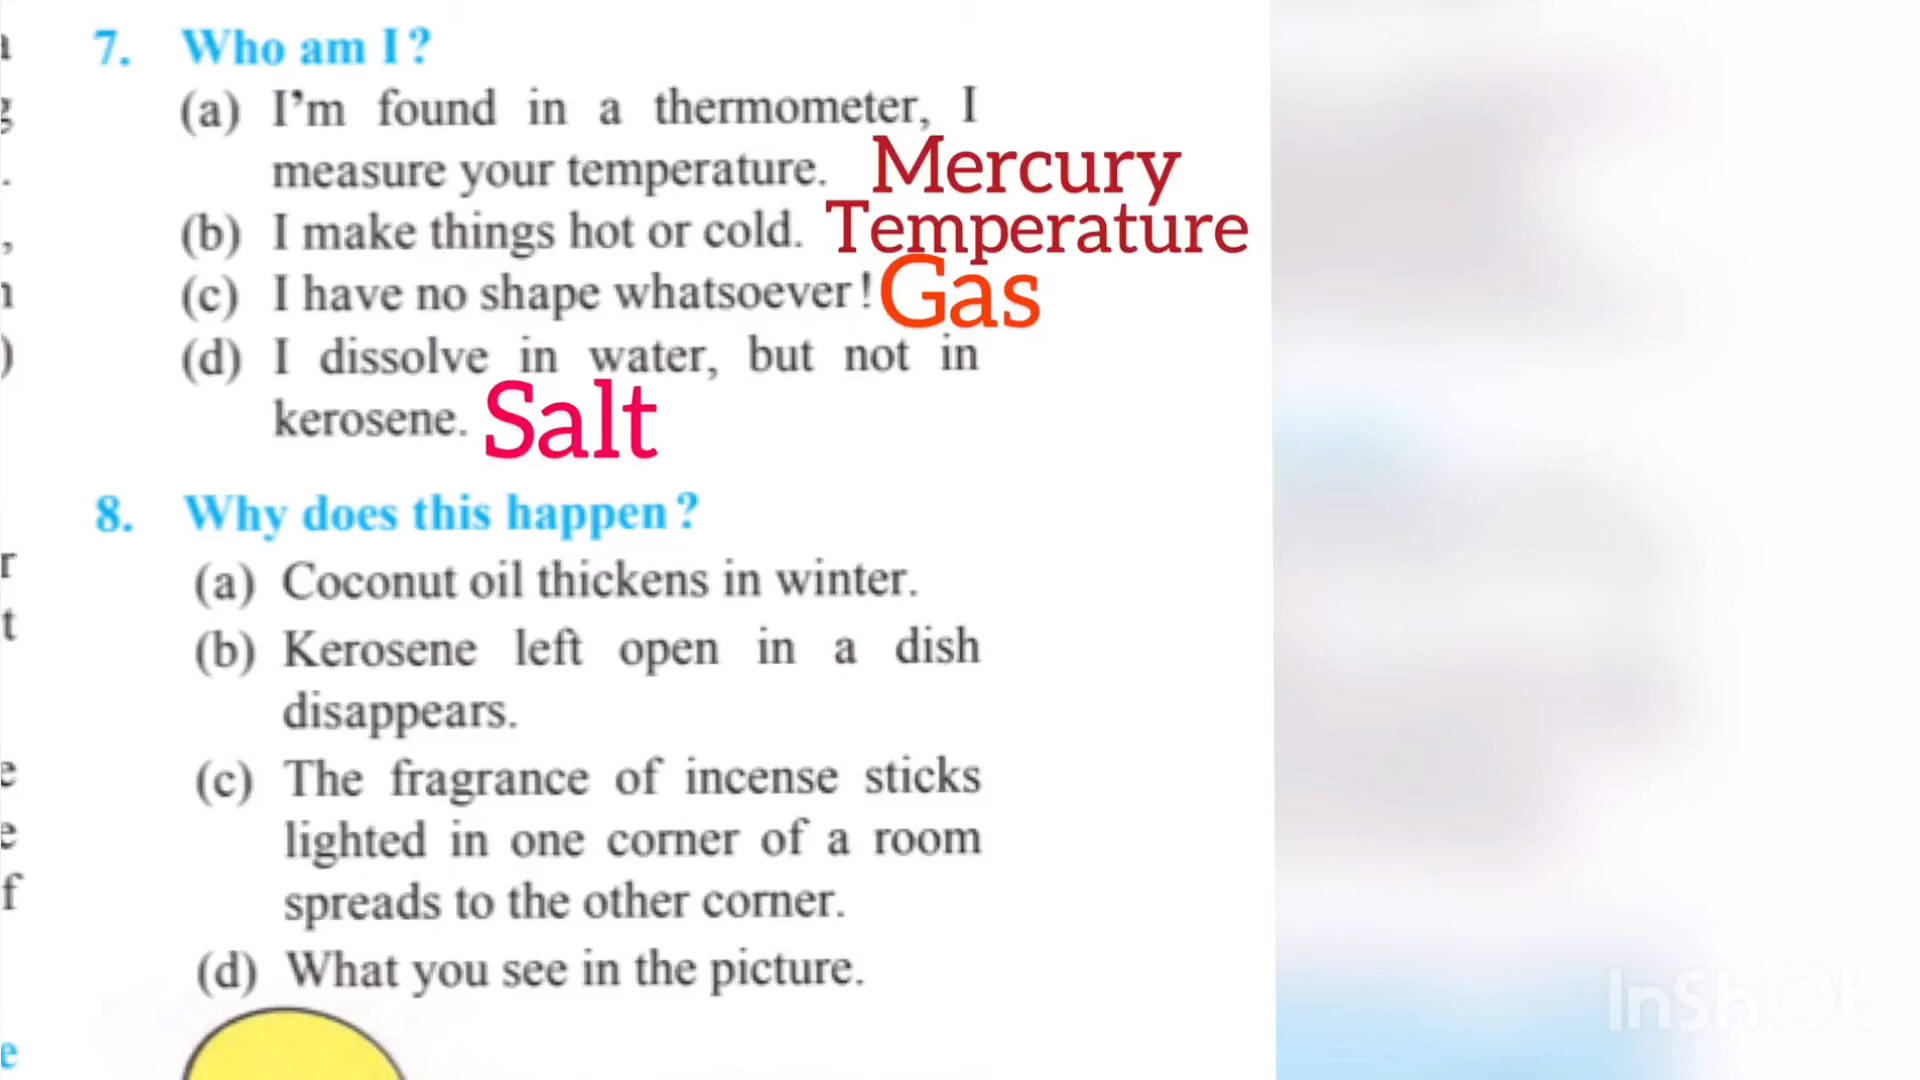 7. Who am I?
(a) I'm found in a thermometer, I
measure your temperature. Mercury
(b) I make things hot or cold. Temperature
(c) I have no shape whatsoever! Gas
(d) I dissolve in water, but not in
kerosene. Salt
8. Why does this happen?
(a) Coconut oil thickens in winter.
(b) Kerosene left open in a dish
disappears.
(c) The fragrance of incense sticks
lighted in one corner of a room
spreads to the other corner.
(d) What you see in the picture.
InShOt